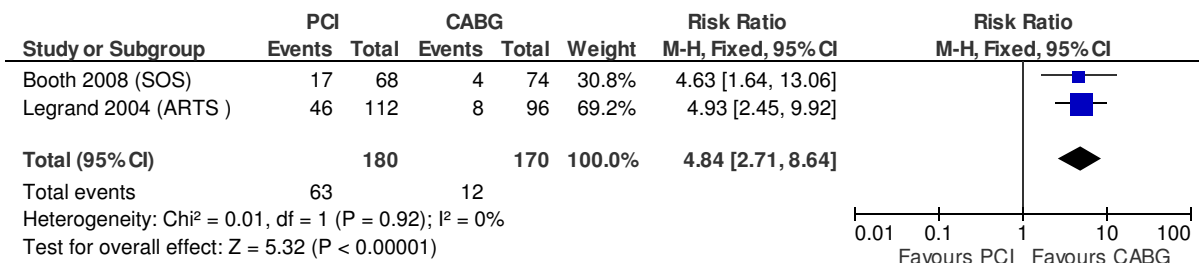 PCI CABG Risk Ratio Risk Ratio
Study or Subgroup Events Total Events Total Weight M-H, Fixed, 95% CI M-H, Fixed, 95% CI
Booth 2008 (SOS) 17 68 4 74 30.8% 4.63 [1.64, 13.06]
Legrand 2004 (ARTS ) 46 112 8 96 69.2% 4.93 [2.45, 9.92]
Total (95% CI) 180 170 100.0% 4.84 [2.71, 8.64]
Total events 63 12
Heterogeneity: Chi² = 0.01, df = 1 (P = 0.92); I² = 0%
Test for overall effect: Z = 5.32 (P < 0.00001)
0.01 0.1 1 10 100
Favours PCI Favours CABG